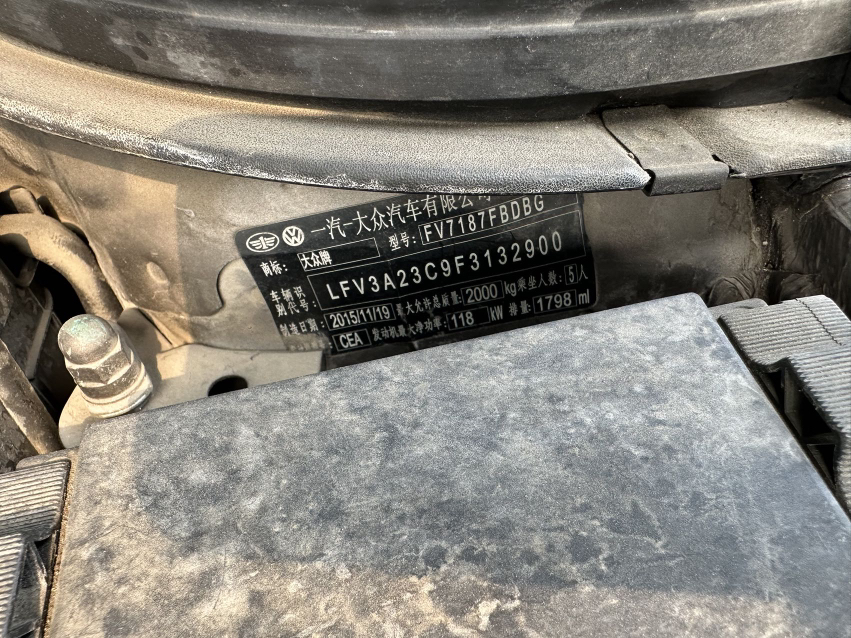 一汽-大众汽车有限公司
商标: 大众牌 型号: FV7187FBDBG
车辆识别代号: LFV3A23C9F3132900
制造日期: 2015/11/19 最大允许总质量: 2000 kg 乘坐人数: 5 人
CEA 发动机最大净功率: 118 kW 排量: 1798 ml